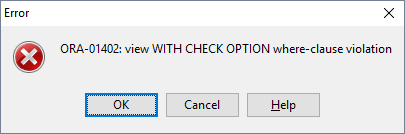 Error
ORA-01402: view WITH CHECK OPTION where-clause violation
OK
Cancel
Help